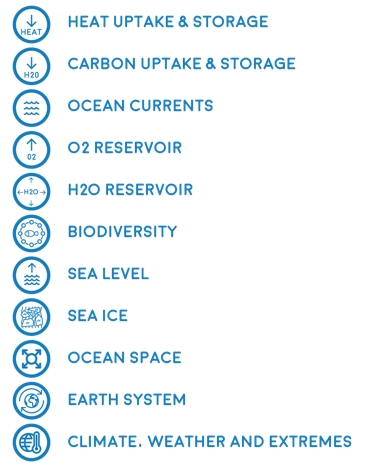 HEAT
HEAT UPTAKE & STORAGE
H20
CARBON UPTAKE & STORAGE
OCEAN CURRENTS
02
O2 RESERVOIR
H2O
H2O RESERVOIR
BIODIVERSITY
SEA LEVEL
SEA ICE
OCEAN SPACE
EARTH SYSTEM
CLIMATE. WEATHER AND EXTREMES